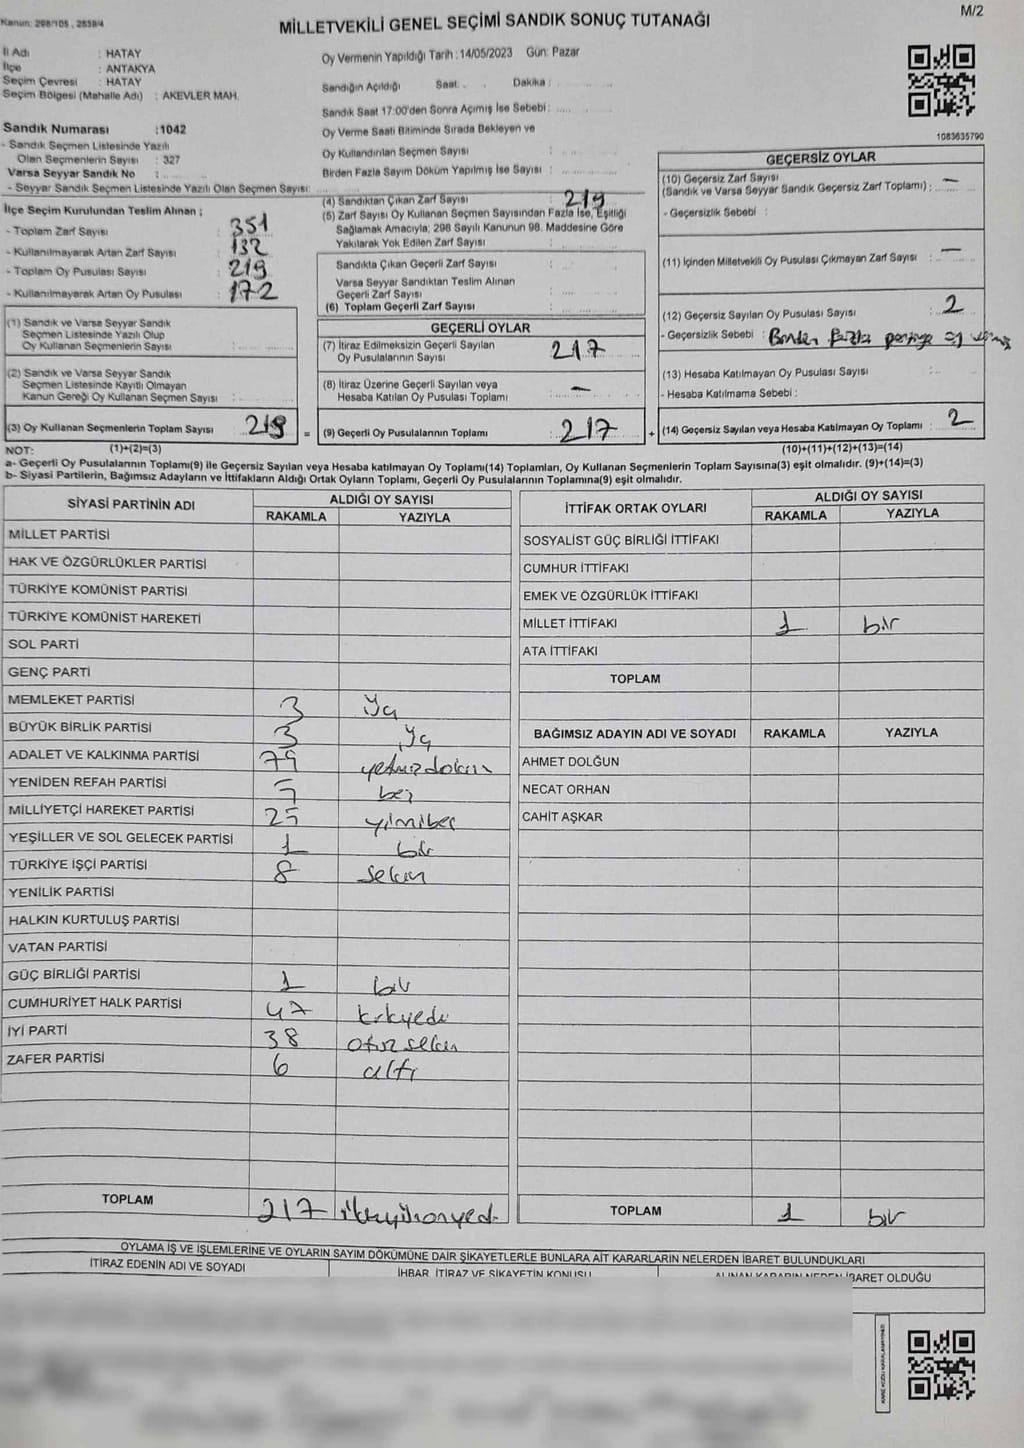 Kanun: 298/105 , 2839/4
MİLLETVEKİLİ GENEL SEÇİMİ SANDIK SONUÇ TUTANAĞI
M/2
İl Adı : HATAY
İlçe : ANTAKYA
Seçim Çevresi : HATAY
Seçim Bölgesi (Mahalle Adı) : AKEVLER MAH.
Oy Vermenin Yapıldığı Tarih :14/05/2023 Gün: Pazar
Sandığın Açıldığı Saat: Dakika :
Sandık Saat 17:00'den Sonra Açılmış İse Sebebi:
Oy Verme Saati Bitiminde Sırada Bekleyen ve
Oy Kullandırılan Seçmen Sayısı :
Birden Fazla Sayım Döküm Yapılmış İse Sayısı :
1083635790
Sandık Numarası :1042
- Sandık Seçmen Listesinde Yazılı
Olan Seçmenlerin Sayısı : 327
Varsa Seyyar Sandık No :
- Seyyar Sandık Seçmen Listesinde Yazılı Olan Seçmen Sayısı:
İlçe Seçim Kurulundan Teslim Alınan ;
- Toplam Zarf Sayısı : 351
- Kullanılmayarak Artan Zarf Sayısı : 132
- Toplam Oy Pusulası Sayısı : 219
- Kullanılmayarak Artan Oy Pusulası : 172
(1) Sandık ve Varsa Seyyar Sandık
Seçmen Listesinde Yazılı Olup
Oy Kullanan Seçmenlerin Sayısı :
(2) Sandık ve Varsa Seyyar Sandık
Seçmen Listesinde Kayıtlı Olmayan
Kanun Gereği Oy Kullanan Seçmen Sayısı :
(3) Oy Kullanan Seçmenlerin Toplam Sayısı 219 =
(4) Sandıktan Çıkan Zarf Sayısı : 219
(5) Zarf Sayısı Oy Kullanan Seçmen Sayısından Fazla İse, Eşitliği
Sağlamak Amacıyla; 298 Sayılı Kanunun 98. Maddesine Göre
Yakılarak Yok Edilen Zarf Sayısı :
Sandıkta Çıkan Geçerli Zarf Sayısı :
Varsa Seyyar Sandıktan Teslim Alınan
Geçerli Zarf Sayısı :
(6) Toplam Geçerli Zarf Sayısı :
GEÇERLİ OYLAR
(7) İtiraz Edilmeksizin Geçerli Sayılan
Oy Pusulalarının Sayısı : 217
(8) İtiraz Üzerine Geçerli Sayılan veya
Hesaba Katılan Oy Pusulası Toplamı : –
(9) Geçerli Oy Pusulalarının Toplamı : 217 +
GEÇERSİZ OYLAR
(10) Geçersiz Zarf Sayısı
(Sandık ve Varsa Seyyar Sandık Geçersiz Zarf Toplamı) : –
- Geçersizlik Sebebi :
(11) İçinden Milletvekili Oy Pusulası Çıkmayan Zarf Sayısı : –
(12) Geçersiz Sayılan Oy Pusulası Sayısı : 2
- Geçersizlik Sebebi : Birden fazla partiye oy
(13) Hesaba Katılmayan Oy Pusulası Sayısı :
- Hesaba Katılmama Sebebi :
(14) Geçersiz Sayılan veya Hesaba Katılmayan Oy Toplamı : 2
NOT: (1)+(2)=(3) (10)+(11)+(12)+(13)=(14)
a- Geçerli Oy Pusulalarının Toplamı(9) ile Geçersiz Sayılan veya Hesaba katılmayan Oy Toplamı(14) Toplamları, Oy Kullanan Seçmenlerin Toplam Sayısına(3) eşit olmalıdır. (9)+(14)=(3)
b- Siyasi Partilerin, Bağımsız Adayların ve İttifakların Aldığı Ortak Oyların Toplamı, Geçerli Oy Pusulalarının Toplamına(9) eşit olmalıdır.
SİYASİ PARTİNİN ADI
ALDIĞI OY SAYISI
RAKAMLA YAZIYLA
MİLLET PARTİSİ
HAK VE ÖZGÜRLÜKLER PARTİSİ
TÜRKİYE KOMÜNİST PARTİSİ
TÜRKİYE KOMÜNİST HAREKETİ
SOL PARTİ
GENÇ PARTİ
MEMLEKET PARTİSİ 3 üç
BÜYÜK BİRLİK PARTİSİ 3 üç
ADALET VE KALKINMA PARTİSİ 79 yetmiş dokuz
YENİDEN REFAH PARTİSİ 5 beş
MİLLİYETÇİ HAREKET PARTİSİ 25 yirmibeş
YEŞİLLER VE SOL GELECEK PARTİSİ 1 bir
TÜRKİYE İŞÇİ PARTİSİ 8 sekiz
YENİLİK PARTİSİ
HALKIN KURTULUŞ PARTİSİ
VATAN PARTİSİ
GÜÇ BİRLİĞİ PARTİSİ 1 bir
CUMHURİYET HALK PARTİSİ 47 kırkyedi
İYİ PARTİ 38 otuz sekiz
ZAFER PARTİSİ 6 altı
TOPLAM 217 ikiyüzonyedi
İTTİFAK ORTAK OYLARI
ALDIĞI OY SAYISI
RAKAMLA YAZIYLA
SOSYALİST GÜÇ BİRLİĞİ İTTİFAKI
CUMHUR İTTİFAKI
EMEK VE ÖZGÜRLÜK İTTİFAKI
MİLLET İTTİFAKI 1 bir
ATA İTTİFAKI
TOPLAM
BAĞIMSIZ ADAYIN ADI VE SOYADI RAKAMLA YAZIYLA
AHMET DOLĞUN
NECAT ORHAN
CAHİT AŞKAR
TOPLAM 1 bir
OYLAMA İŞ VE İŞLEMLERİNE VE OYLARIN SAYIM DÖKÜMÜNE DAİR ŞİKAYETLERLE BUNLARA AİT KARARLARIN NELERDEN İBARET BULUNDUKLARI
İTİRAZ EDENİN ADI VE SOYADI
İHBAR, İTİRAZ VE ŞİKAYETİN KONUSU
ALINAN KARARIN NEDEN İBARET OLDUĞU